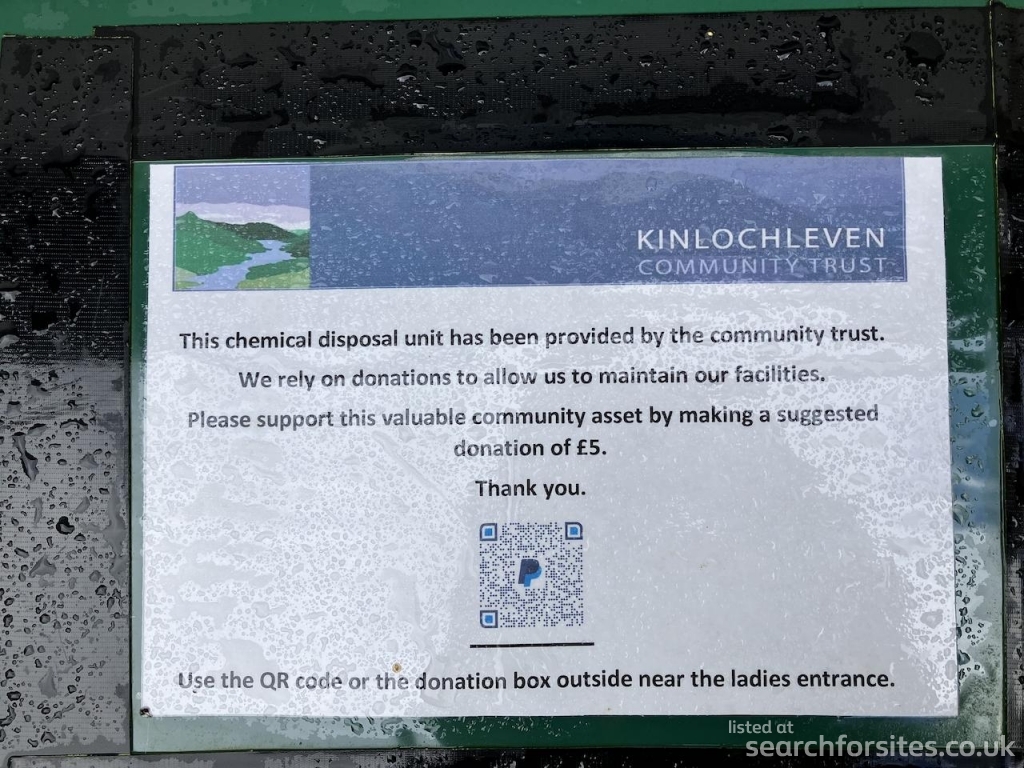 KINLOCHLEVEN
COMMUNITY TRUST
This chemical disposal unit has been provided by the community trust.
We rely on donations to allow us to maintain our facilities.
Please support this valuable community asset by making a suggested
donation of £5.
Thank you.
Use the QR code or the donation box outside near the ladies entrance.
listed at
searchforsites.co.uk